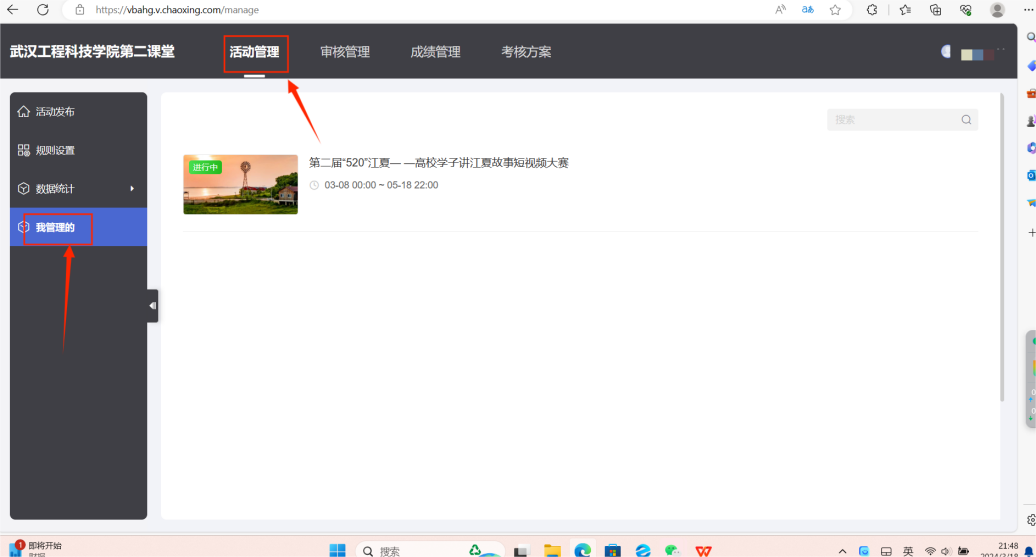 https://vbahg.v.chaoxing.com/manage
武汉工程科技学院第二课堂
活动管理
审核管理
成绩管理
考核方案
活动发布
规则设置
数据统计
我管理的
搜索
进行中
第二届“520”江夏— —高校学子讲江夏故事短视频大赛
03-08 00:00 ~ 05-18 22:00
1
即将开始
搜索
英
21:48